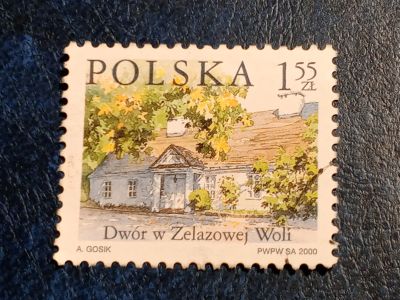 POLSKA 1 55
ZŁ
Dwór w Żelazowej Woli
A. GOSIK PWPW SA 2000